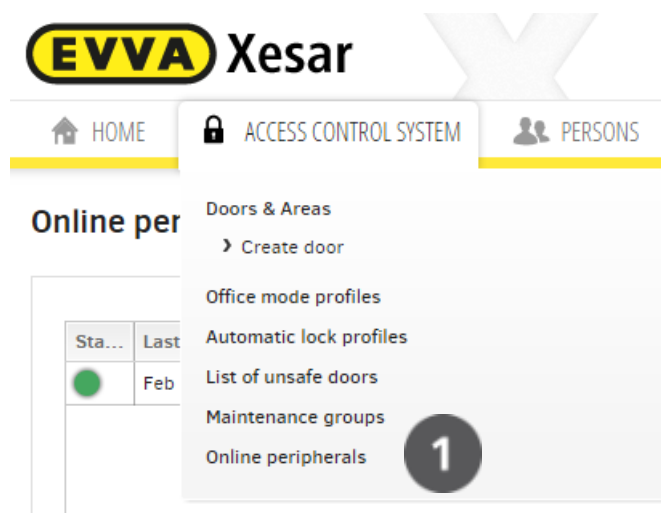 EVVA Xesar
HOME ACCESS CONTROL SYSTEM PERSONS
Online per
Doors & Areas
Create door
Office mode profiles
Sta... Last
Automatic lock profiles
Feb
List of unsafe doors
Maintenance groups
Online peripherals
1